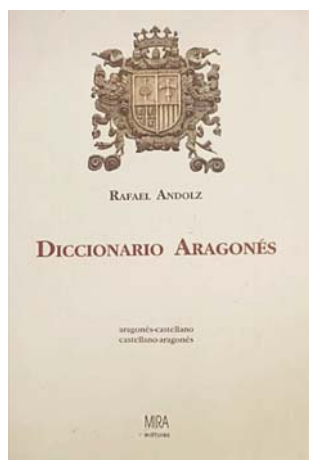 RAFAEL ANDOLZ
DICCIONARIO ARAGONÉS
aragonés-castellano
castellano-aragonés
MIRA
editores